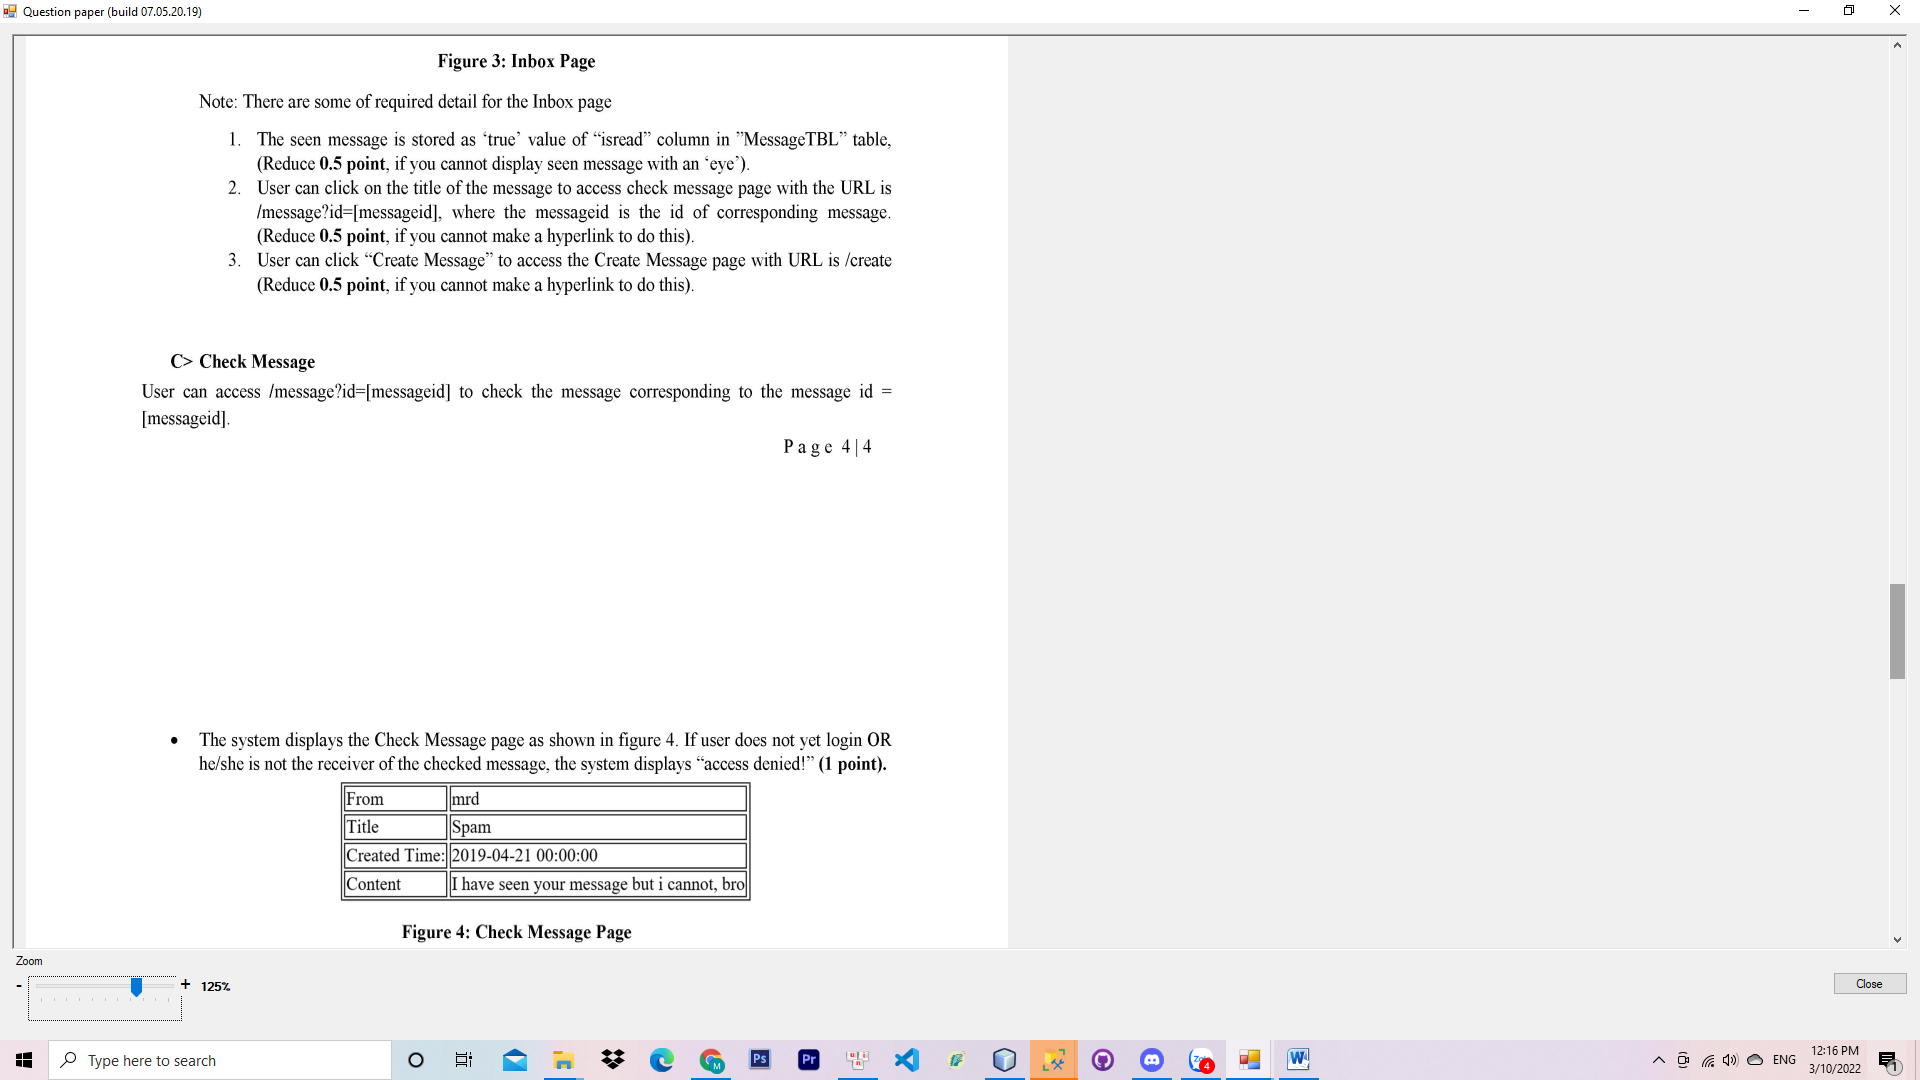 Question paper (build 07.05.20.19)
Figure 3: Inbox Page
Note: There are some of required detail for the Inbox page
1. The seen message is stored as ‘true’ value of “isread” column in ”MessageTBL” table,
(Reduce 0.5 point, if you cannot display seen message with an ‘eye’).
2. User can click on the title of the message to access check message page with the URL is
/message?id=[messageid], where the messageid is the id of corresponding message.
(Reduce 0.5 point, if you cannot make a hyperlink to do this).
3. User can click “Create Message” to access the Create Message page with URL is /create
(Reduce 0.5 point, if you cannot make a hyperlink to do this).
C> Check Message
User can access /message?id=[messageid] to check the message corresponding to the message id =
[messageid].
Page 4|4
• The system displays the Check Message page as shown in figure 4. If user does not yet login OR
he/she is not the receiver of the checked message, the system displays “access denied!” (1 point).
From mrd
Title Spam
Created Time: 2019-04-21 00:00:00
Content I have seen your message but i cannot, bro
Figure 4: Check Message Page
Zoom
- + 125%
Close
Type here to search
M
Ps
Pr
4
W
ENG
12:16 PM
3/10/2022
1